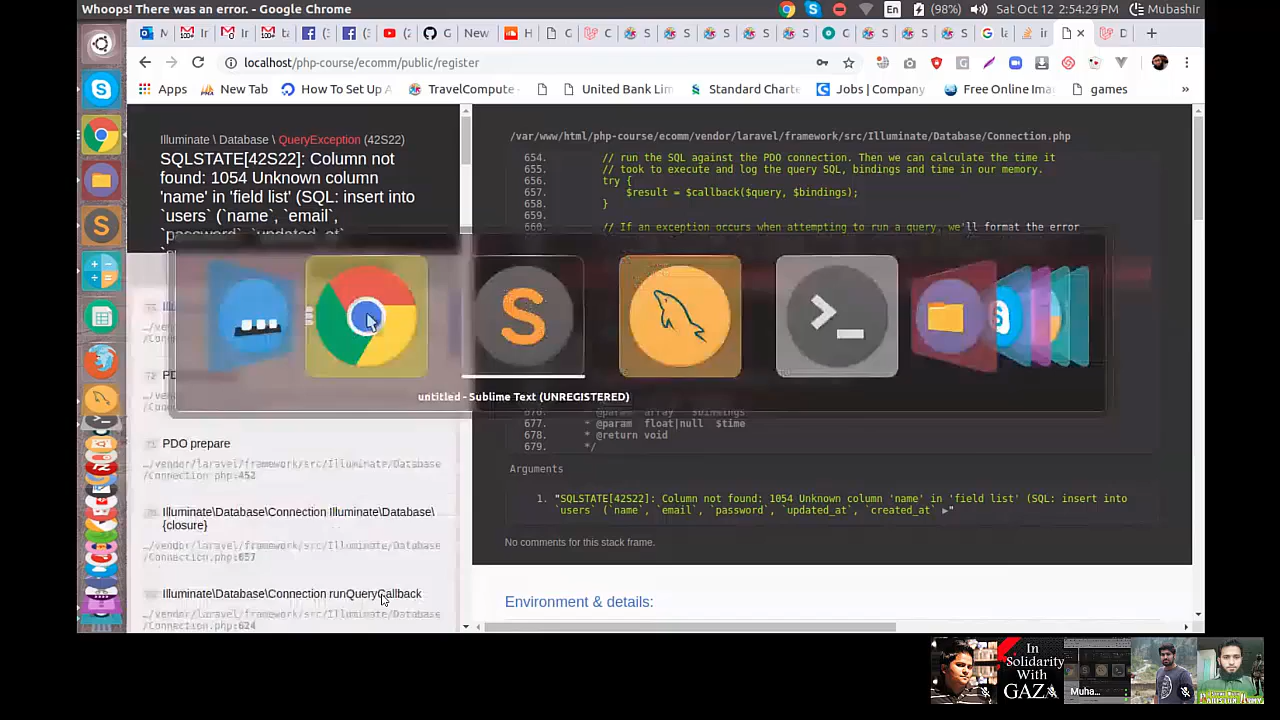 Whoops! There was an error. - Google Chrome
En (98%) Sat Oct 12 2:54:29PM Mubashir
localhost/php-course/ecomm/public/register
Apps New Tab How To Set Up A TravelCompute United Bank Lim Standard Charte Jobs | Company Free Online Ima games »
Illuminate \ Database \ QueryException (42S22)
SQLSTATE[42S22]: Column not
found: 1054 Unknown column
'name' in 'field list' (SQL: insert into
`users` (`name`, `email`,
`password`, `updated_at`,
/var/www/html/php-course/ecomm/vendor/laravel/framework/src/Illuminate/Database/Connection.php
654. // run the SQL against the PDO connection. Then we can calculate the time it
655. // took to execute and log the query SQL, bindings and time in our memory.
656. try {
657. $result = $callback($query, $bindings);
658. }
659.
660. // If an exception occurs when attempting to run a query, we'll format the error
untitled - Sublime Text (UNREGISTERED)
676. * @param array $bindings
677. * @param float|null $time
678. * @return void
679. */
Arguments
1. "SQLSTATE[42S22]: Column not found: 1054 Unknown column 'name' in 'field list' (SQL: insert into
`users` (`name`, `email`, `password`, `updated_at`, `created_at` ▶"
No comments for this stack frame.
Environment & details:
PDO prepare
…/vendor/laravel/framework/src/Illuminate/Database
/Connection.php:452
Illuminate\Database\Connection Illuminate\Database\
{closure}
…/vendor/laravel/framework/src/Illuminate/Database
/Connection.php:657
Illuminate\Database\Connection runQueryCallback
…/vendor/laravel/framework/src/Illuminate/Database
/Connection.php:624
In
Solidarity
With
GAZA
Muha...